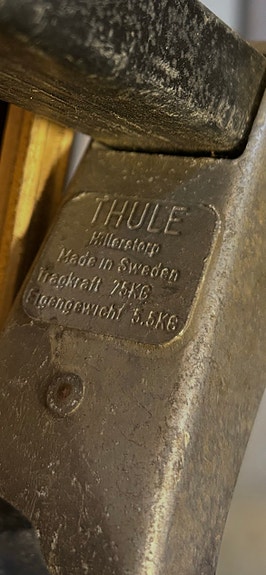 THULE
Hillerstorp
Made in Sweden
Tragkraft 75KG
Eigengewicht 5.5KG